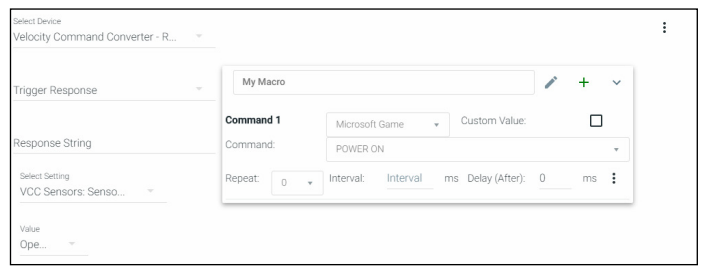 Select Device
Velocity Command Converter - R...
Trigger Response
Response String
Select Setting
VCC Sensors: Senso...
Value
Ope...
My Macro
Command 1
Microsoft Game
Custom Value:
Command:
POWER ON
Repeat: 0 Interval: Interval ms Delay (After): 0 ms